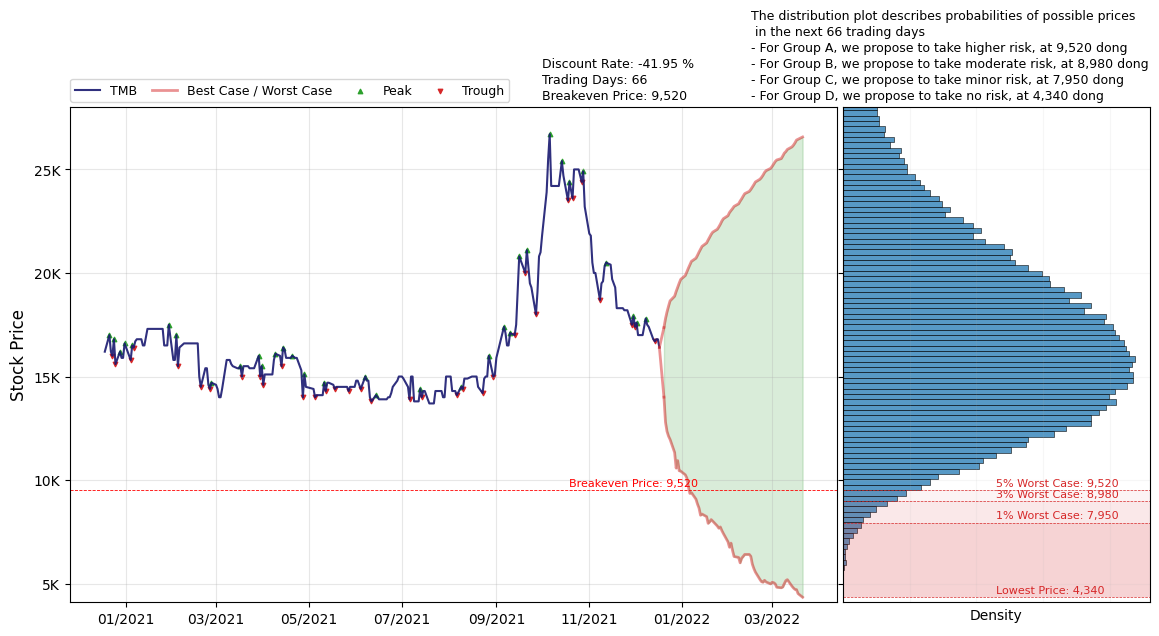 The distribution plot describes probabilities of possible prices
in the next 66 trading days
- For Group A, we propose to take higher risk, at 9,520 dong
- For Group B, we propose to take moderate risk, at 8,980 dong
- For Group C, we propose to take minor risk, at 7,950 dong
- For Group D, we propose to take no risk, at 4,340 dong
Discount Rate: -41.95 %
Trading Days: 66
Breakeven Price: 9,520
TMB
Best Case / Worst Case
Peak
Trough
Stock Price
25K
20K
15K
10K
5K
Breakeven Price: 9,520
5% Worst Case: 9,520
3% Worst Case: 8,980
1% Worst Case: 7,950
Lowest Price: 4,340
01/2021
03/2021
05/2021
07/2021
09/2021
11/2021
01/2022
03/2022
Density